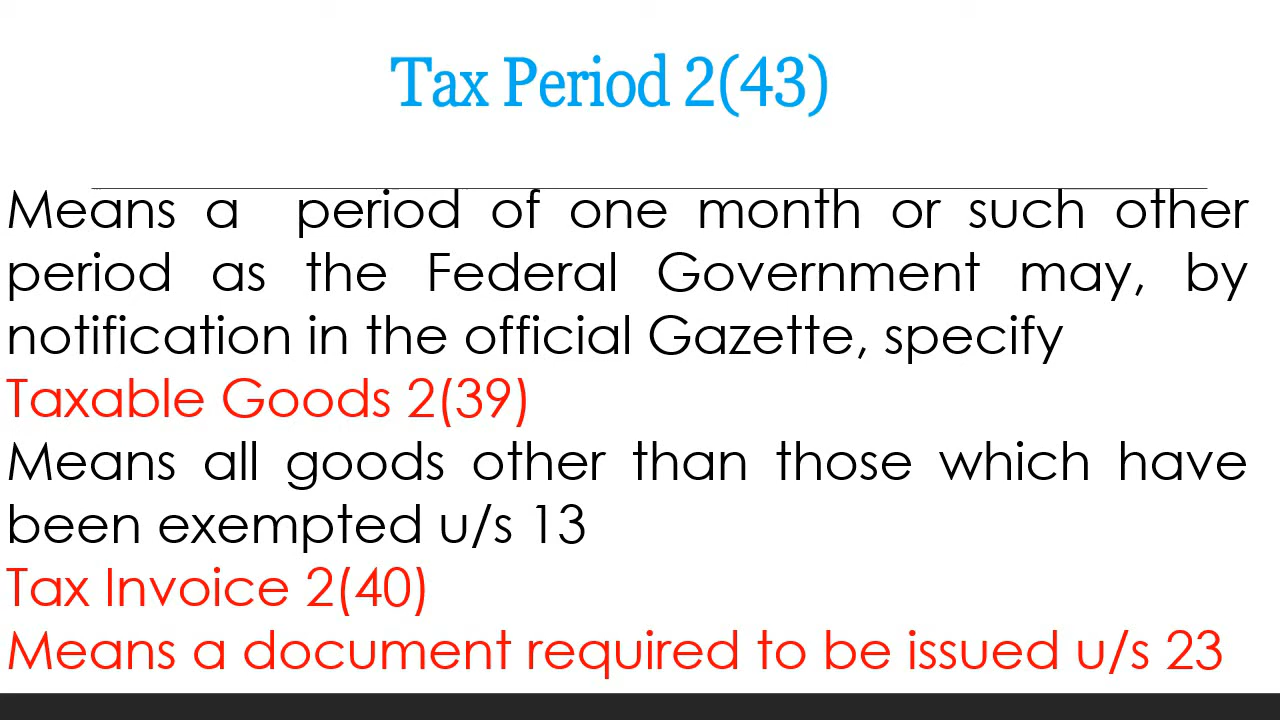 Tax Period 2(43)
Means a period of one month or such other
period as the Federal Government may, by
notification in the official Gazette, specify
Taxable Goods 2(39)
Means all goods other than those which have
been exempted u/s 13
Tax Invoice 2(40)
Means a document required to be issued u/s 23